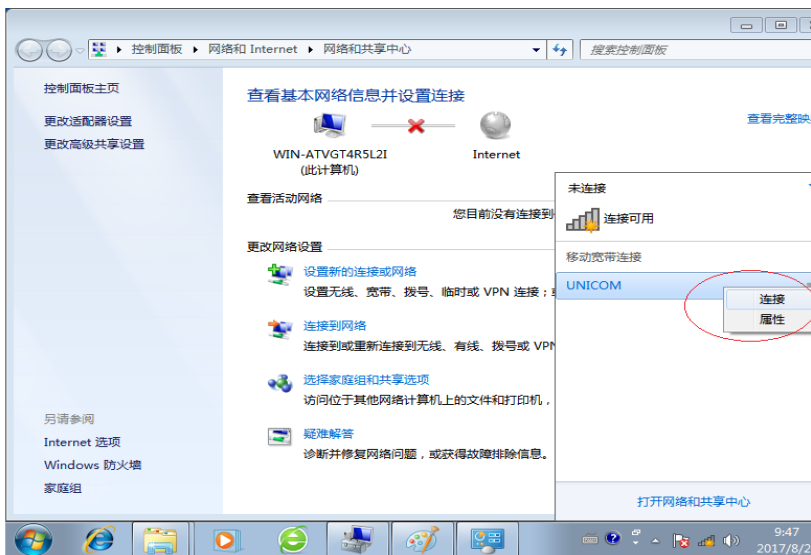 控制面板 ▸ 网络和 Internet ▸ 网络和共享中心
搜索控制面板
控制面板主页
更改适配器设置
更改高级共享设置
查看基本网络信息并设置连接
查看完整映
WIN-ATVGT4R5L2I
(此计算机)
Internet
查看活动网络
您目前没有连接到
更改网络设置
设置新的连接或网络
设置无线、宽带、拨号、临时或 VPN 连接；
连接到网络
连接到或重新连接到无线、有线、拨号或 VPN
选择家庭组和共享选项
访问位于其他网络计算机上的文件和打印机，
疑难解答
诊断并修复网络问题，或获得故障排除信息。
另请参阅
Internet 选项
Windows 防火墙
家庭组
未连接
连接可用
移动宽带连接
UNICOM
连接
属性
打开网络和共享中心
9:47
2017/8/2